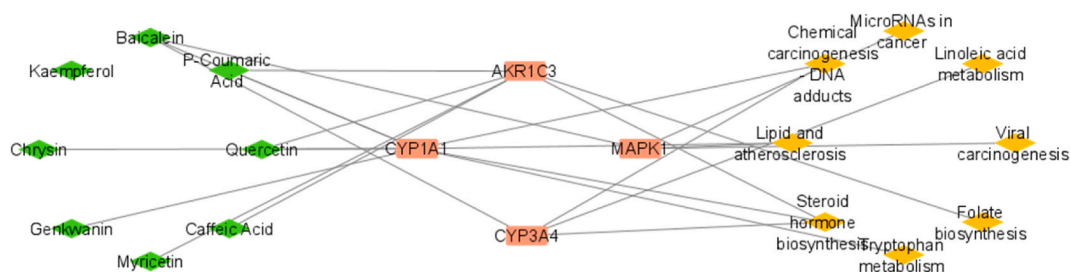 Baicalein
Kaempferol
P-Coumaric
Acid
Chrysin
Quercetin
Genkwanin
Caffeic Acid
Myricetin
AKR1C3
CYP1A1
MAPK1
CYP3A4
Chemical
carcinogenesis
- DNA
adducts
MicroRNAs in
cancer
Linoleic acid
metabolism
Lipid and
atherosclerosis
Viral
carcinogenesis
Steroid
hormone
biosynthesis
Folate
biosynthesis
Tryptophan
metabolism